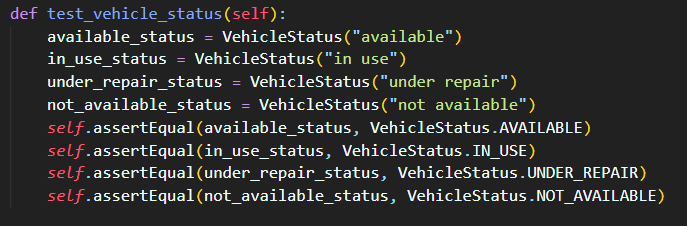 def test_vehicle_status(self):
    available_status = VehicleStatus("available")
    in_use_status = VehicleStatus("in use")
    under_repair_status = VehicleStatus("under repair")
    not_available_status = VehicleStatus("not available")
    self.assertEqual(available_status, VehicleStatus.AVAILABLE)
    self.assertEqual(in_use_status, VehicleStatus.IN_USE)
    self.assertEqual(under_repair_status, VehicleStatus.UNDER_REPAIR)
    self.assertEqual(not_available_status, VehicleStatus.NOT_AVAILABLE)